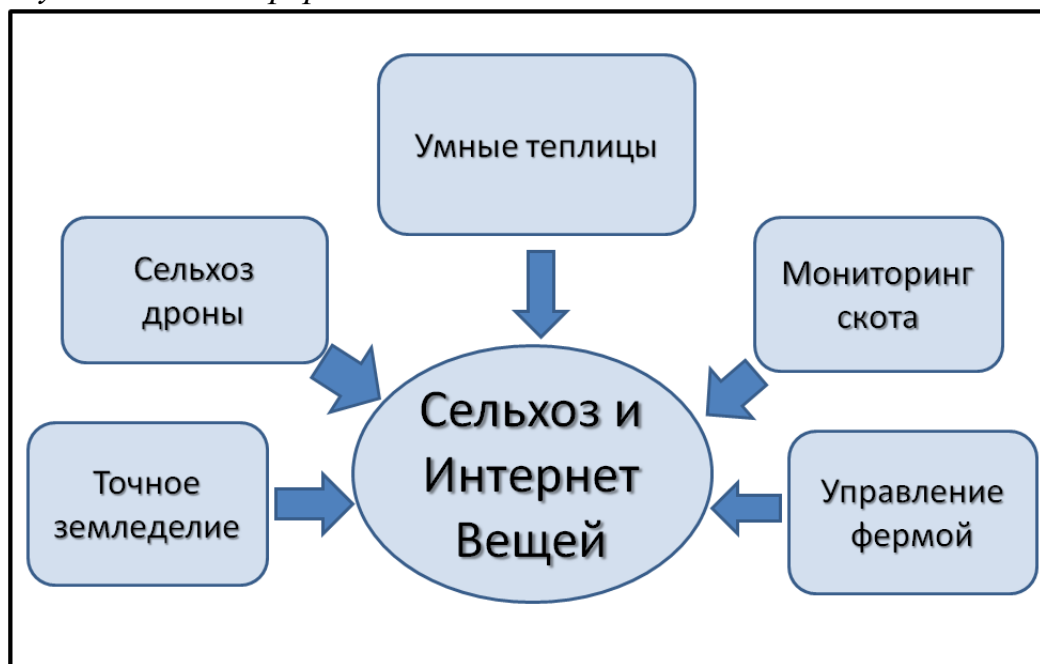 Умные теплицы
Сельхоз
дроны
Мониторинг
скота
Сельхоз и
Интернет
Вещей
Точное
земледелие
Управление
фермой